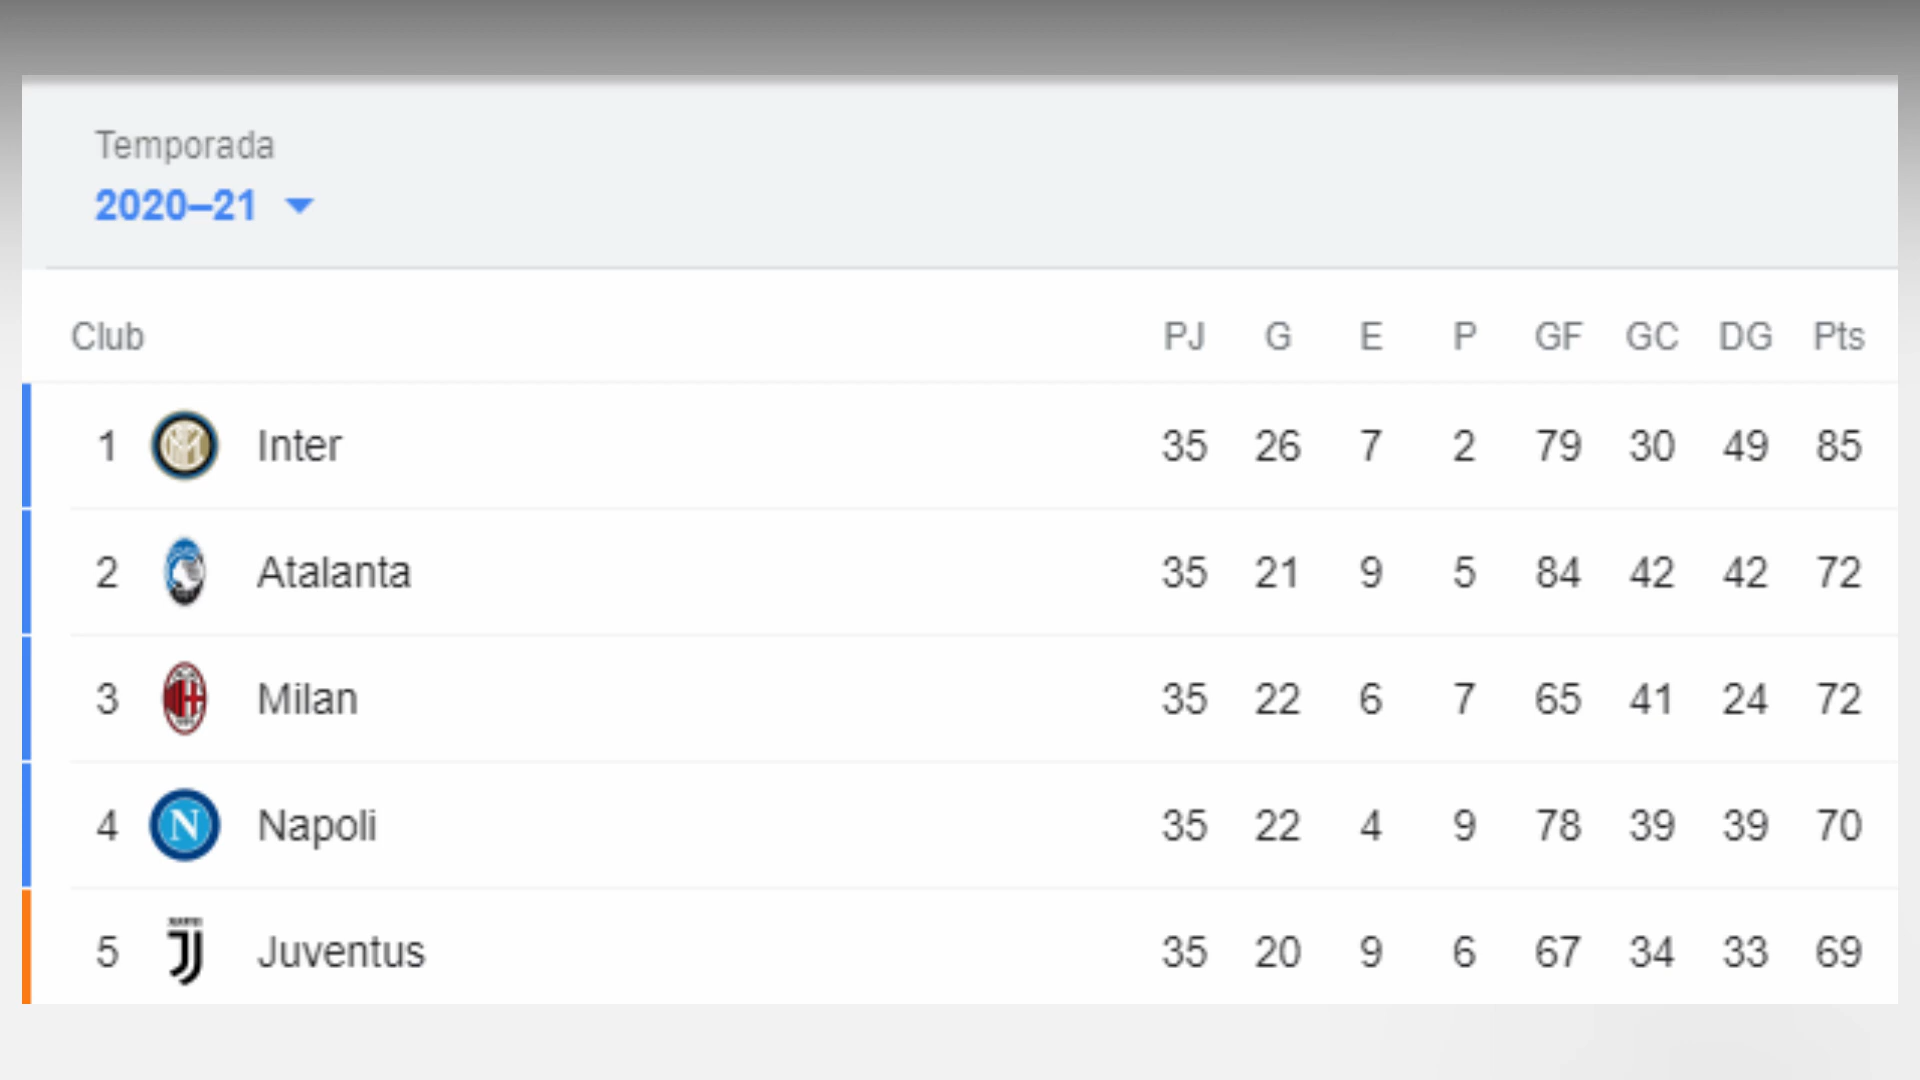 Temporada
2020–21
Club PJ G E P GF GC DG Pts
1 Inter 35 26 7 2 79 30 49 85
2 Atalanta 35 21 9 5 84 42 42 72
3 Milan 35 22 6 7 65 41 24 72
4 N Napoli 35 22 4 9 78 39 39 70
5 Juventus 35 20 9 6 67 34 33 69